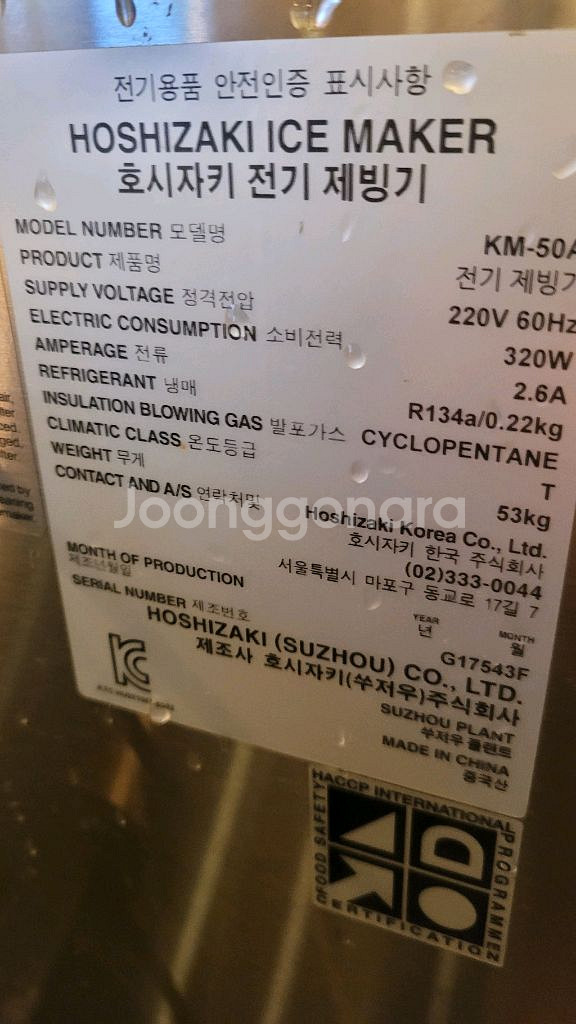 전기용품 안전인증 표시사항
HOSHIZAKI ICE MAKER
호시자키 전기 제빙기
MODEL NUMBER 모델명 KM-50A
PRODUCT 제품명 전기 제빙기
SUPPLY VOLTAGE 정격전압 220V 60Hz
ELECTRIC CONSUMPTION 소비전력 320W
AMPERAGE 전류 2.6A
REFRIGERANT 냉매 R134a/0.22kg
INSULATION BLOWING GAS 발포가스 CYCLOPENTANE
CLIMATIC CLASS 온도등급 T
WEIGHT 무게 53kg
CONTACT AND A/S 연락처및 Hoshizaki Korea Co., Ltd.
호시자키 한국 주식회사
(02)333-0044
서울특별시 마포구 동교로 17길 7
MONTH OF PRODUCTION YEAR MONTH
제조년월일 년 월
SERIAL NUMBER 제조번호 G17543F
HOSHIZAKI (SUZHOU) CO., LTD.
제조사 호시자키(쑤저우)주식회사
SUZHOU PLANT
쑤저우 플랜트
MADE IN CHINA
중국산
HACCP INTERNATIONAL
FOOD SAFETY
PROGRAMMES
CERTIFICATION
Joonggonara